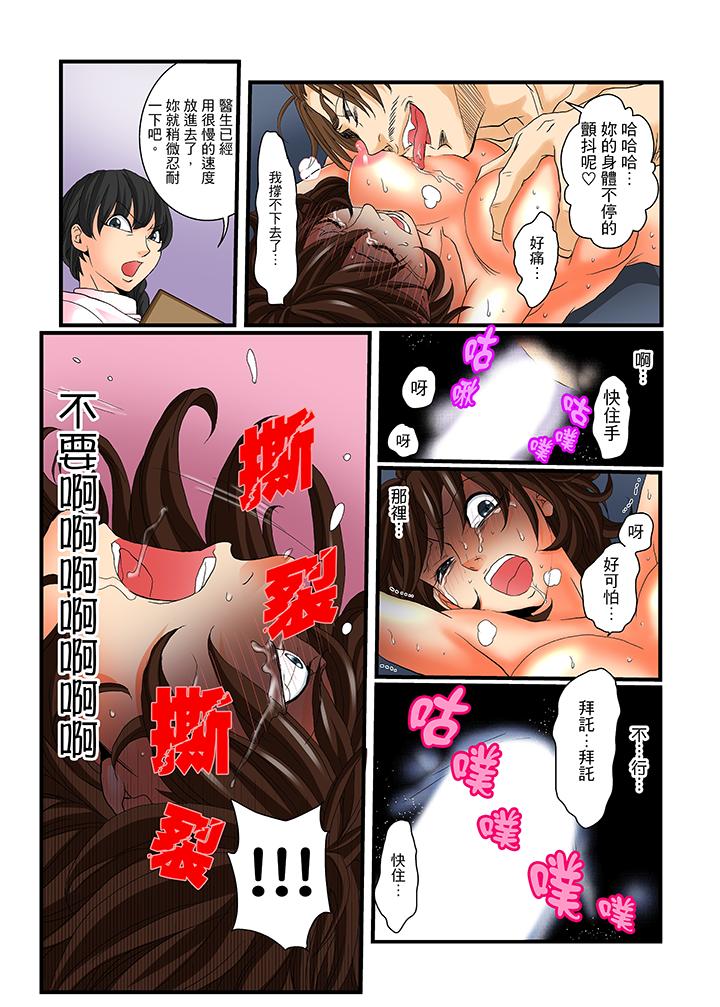 哈哈哈…
妳的身體不停的
顫抖呢♡
好痛…
我撐不下去了…
醫生已經
用很慢的速度
放進去了，
妳就稍微忍耐
一下吧。
啊…
快住手
咕
啾
咕
噗
噗
呀
呀
呀
好可怕…
那裡…
不…行…
拜託…拜託
咕
噗
噗
噗
噗
快住…
撕
裂
撕
裂
!!!
不要啊啊啊啊啊啊啊